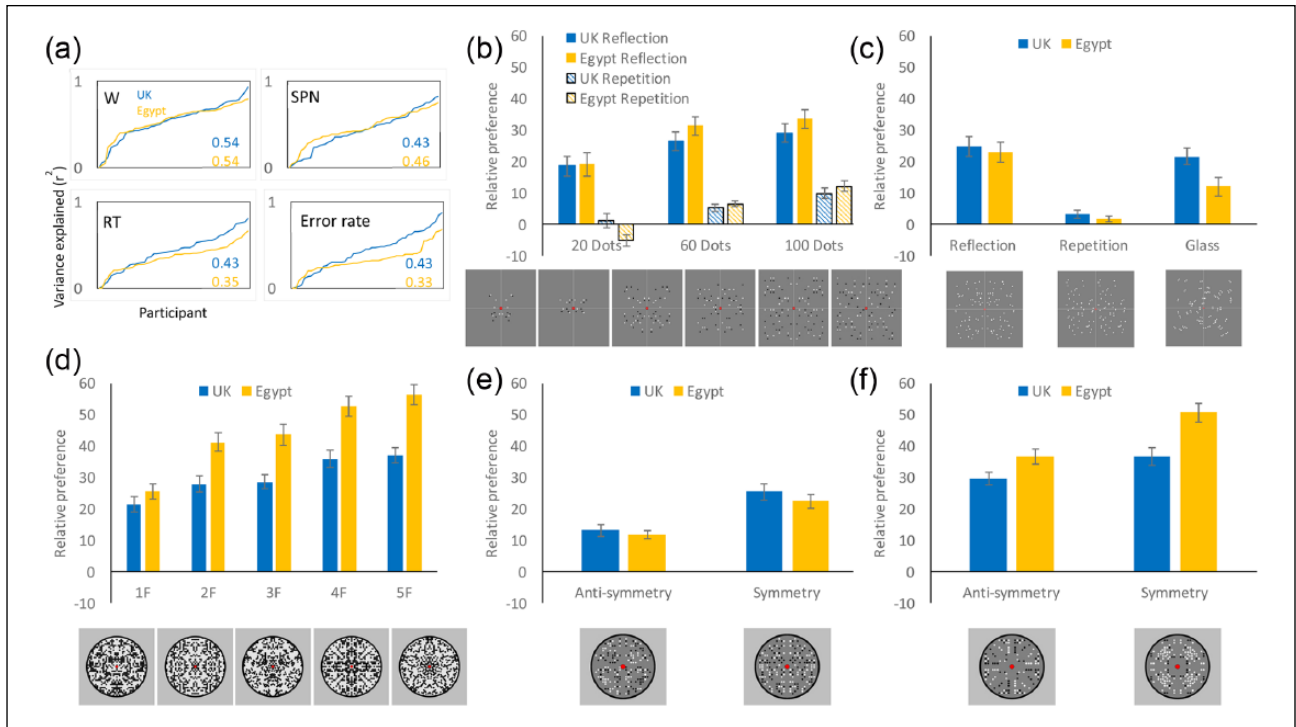 (a)
1
W
UK
Egypt
0.54
0.54
0
1
SPN
0.43
0.46
0
1
RT
0.43
0.35
0
1
Error rate
0.43
0.33
0
Variance explained (r²)
Participant
(b)
UK Reflection
Egypt Reflection
UK Repetition
Egypt Repetition
60
50
40
30
20
10
0
-10
Relative preference
20 Dots
60 Dots
100 Dots
(c)
UK
Egypt
60
50
40
30
20
10
0
-10
Relative preference
Reflection
Repetition
Glass
(d)
UK
Egypt
60
50
40
30
20
10
0
-10
Relative preference
1F
2F
3F
4F
5F
(e)
UK
Egypt
60
50
40
30
20
10
0
-10
Relative preference
Anti-symmetry
Symmetry
(f)
UK
Egypt
60
50
40
30
20
10
0
-10
Relative preference
Anti-symmetry
Symmetry